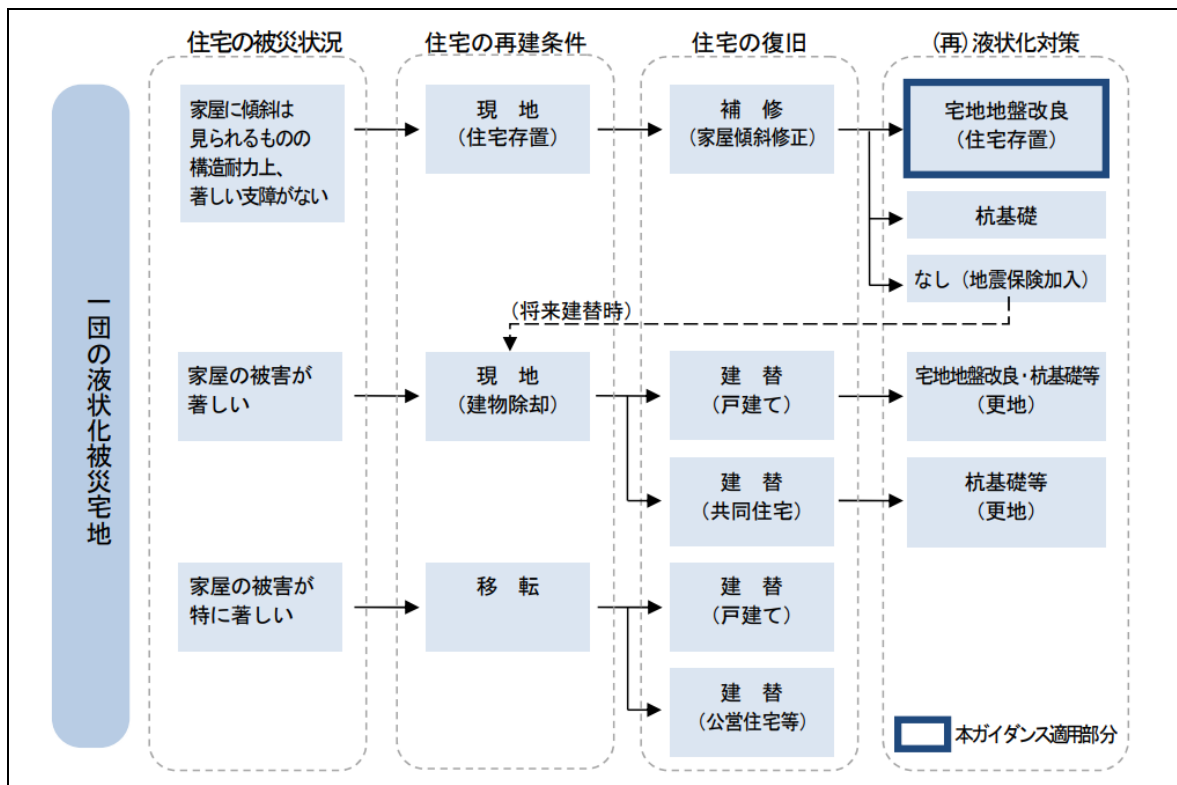 住宅の被災状況
住宅の再建条件
住宅の復旧
(再)液状化対策
一団の液状化被災宅地
家屋に傾斜は
見られるものの
構造耐力上、
著しい支障がない
現 地
(住宅存置)
補 修
(家屋傾斜修正)
宅地地盤改良
(住宅存置)
杭基礎
なし(地震保険加入)
(将来建替時)
家屋の被害が
著しい
現 地
(建物除却)
建 替
(戸建て)
宅地地盤改良・杭基礎等
(更地)
建 替
(共同住宅)
杭基礎等
(更地)
家屋の被害が
特に著しい
移 転
建 替
(戸建て)
建 替
(公営住宅等)
本ガイダンス適用部分